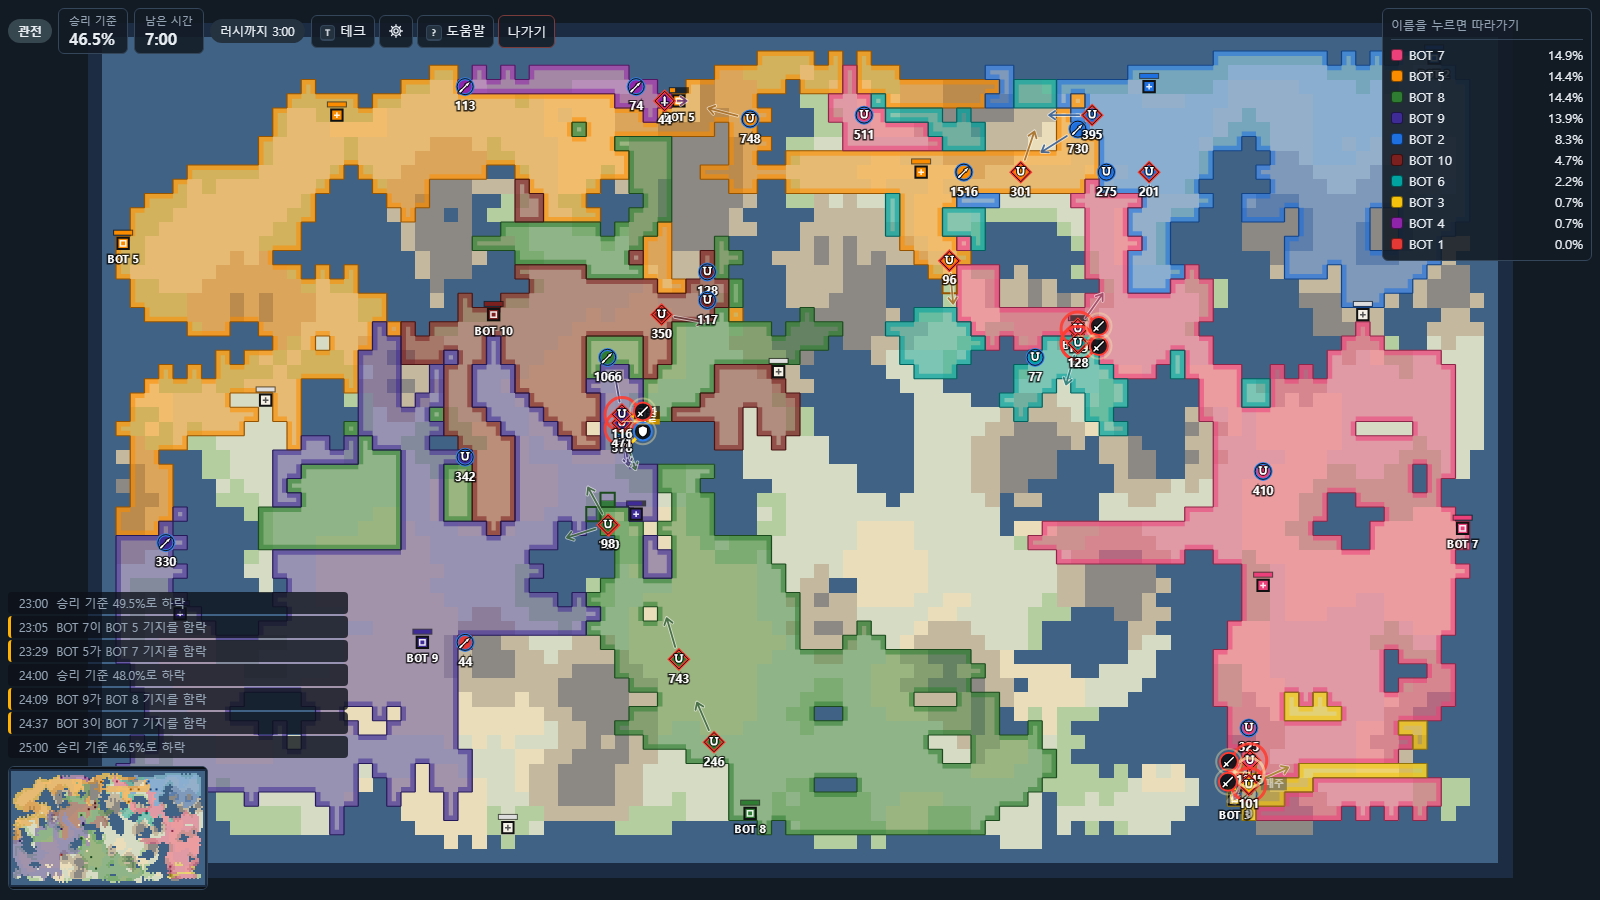 관전
승리 기준
46.5%
남은 시간
7:00
러시까지 3:00
T 테크
? 도움말
나가기
이름을 누르면 따라가기
BOT 7 14.9%
BOT 5 14.4%
BOT 8 14.4%
BOT 9 13.9%
BOT 2 8.3%
BOT 10 4.7%
BOT 6 2.2%
BOT 3 0.7%
BOT 4 0.7%
BOT 1 0.0%
113
74
748
511
395
730
1516
301
275
201
BOT 5
96
128
117
350
BOT 10
1066
77
128
116
342
410
98)
BOT 7
330
BOT 9
44
743
246
BOT 8
325
101
23:00 승리 기준 49.5%로 하락
23:05 BOT 7이 BOT 5 기지를 함락
23:29 BOT 5가 BOT 7 기지를 함락
24:00 승리 기준 48.0%로 하락
24:09 BOT 9가 BOT 8 기지를 함락
24:37 BOT 3이 BOT 7 기지를 함락
25:00 승리 기준 46.5%로 하락